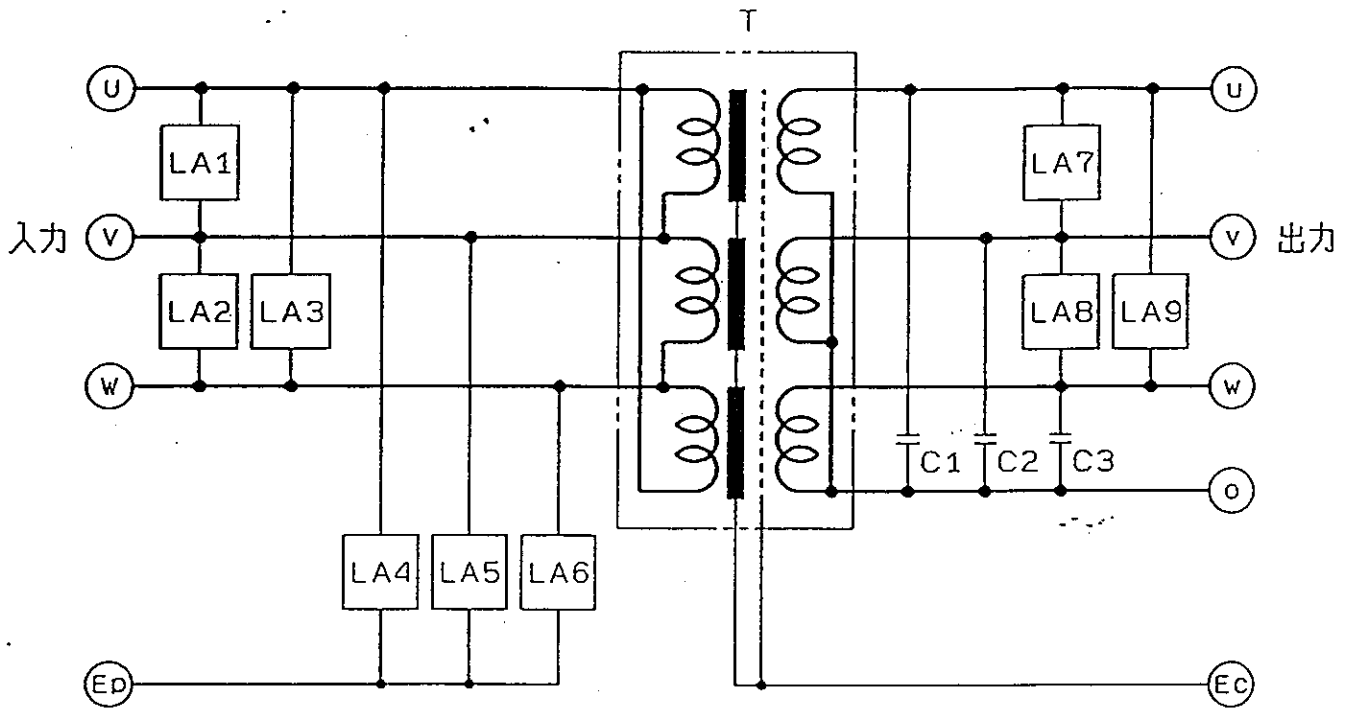 T
U
u
LA1
LA7
入力
V
v
出力
LA2
LA3
LA8
LA9
W
w
C1
C2
C3
o
LA4
LA5
LA6
Ep
Ec